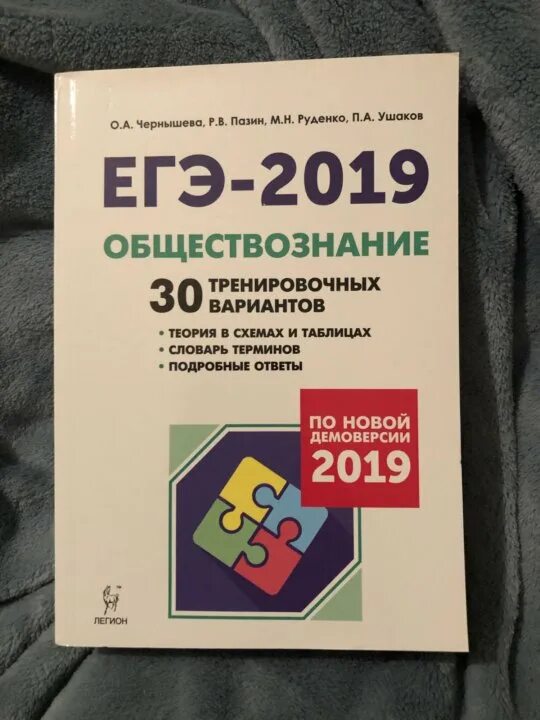 О.А. Чернышева, Р.В. Пазин, М.Н. Руденко, П.А. Ушаков
ЕГЭ-2019
ОБЩЕСТВОЗНАНИЕ
30 ТРЕНИРОВОЧНЫХ
ВАРИАНТОВ
• ТЕОРИЯ В СХЕМАХ И ТАБЛИЦАХ
• СЛОВАРЬ ТЕРМИНОВ
• ПОДРОБНЫЕ ОТВЕТЫ
ПО НОВОЙ
ДЕМОВЕРСИИ
2019
ЛЕГИОН